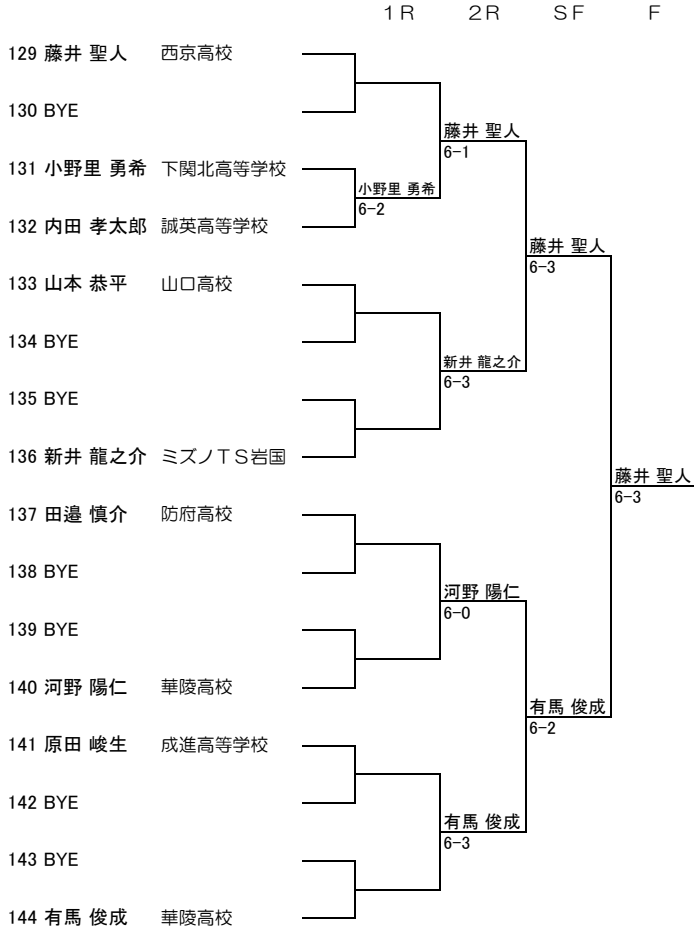 １Ｒ ２Ｒ ＳＦ Ｆ
129 藤井 聖人 西京高校
130 BYE
藤井 聖人
6-1
131 小野里 勇希 下関北高等学校
小野里 勇希
6-2
132 内田 孝太郎 誠英高等学校
藤井 聖人
6-3
133 山本 恭平 山口高校
134 BYE
新井 龍之介
6-3
135 BYE
136 新井 龍之介 ミズノＴＳ岩国
藤井 聖人
6-3
137 田邉 慎介 防府高校
138 BYE
河野 陽仁
6-0
139 BYE
140 河野 陽仁 華陵高校
有馬 俊成
6-2
141 原田 峻生 成進高等学校
142 BYE
有馬 俊成
6-3
143 BYE
144 有馬 俊成 華陵高校